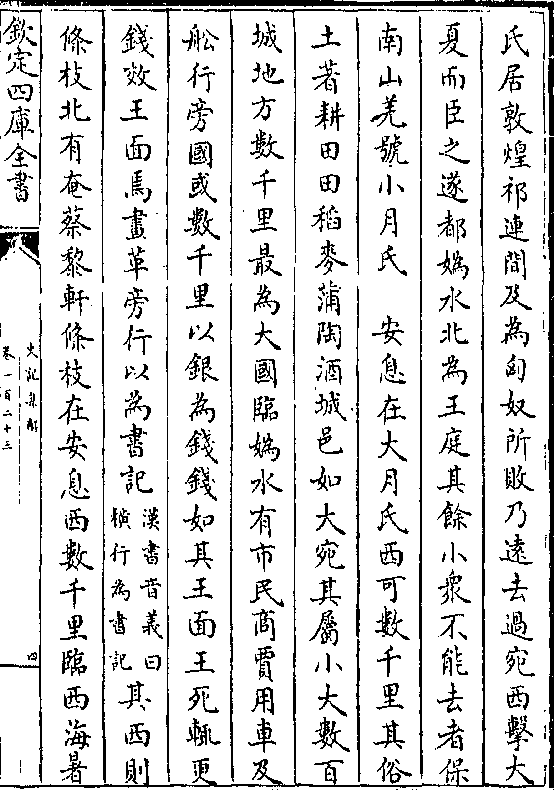 氏居敦煌祁連間及為匈奴所敗乃遠去過宛西擊大
夏而臣之遂都媯水北為王庭其餘小衆不能去者保
南山羌號小月氏　安息在大月氏西可數千里其俗
土著耕田田稻麥蒲陶酒城邑如大宛其屬小大數百
城地方數千里最為大國臨媯水有市民商賈用車及
船行旁國或數千里以銀為錢錢如其王面王死輒更
錢效王面焉畫革旁行以為書記漢書音義曰橫行為書記其西則
條枝北有奄蔡黎軒條枝在安息西數千里臨西海暑
欽定四庫全書
史記集解
卷一百二十三
四